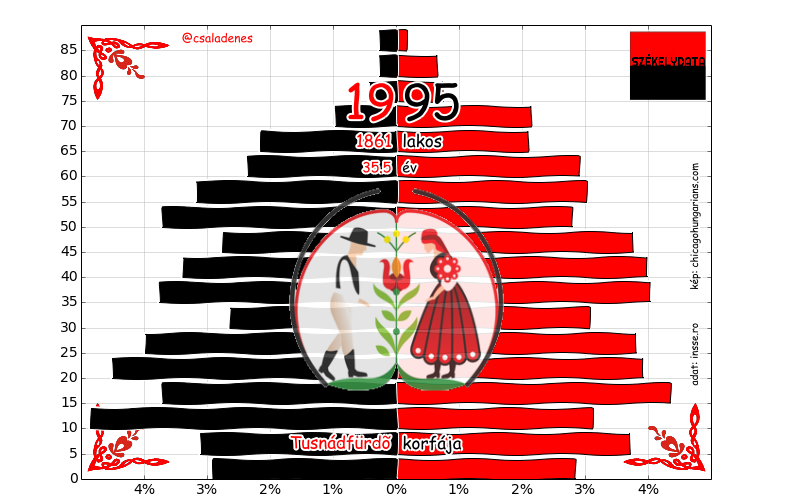 @csaladenes
SZÉKELYDATA
1995
1861 lakos
35.5 év
kép: chicagohungarians.com
adat: insse.ro
Tusnádfürdő korfája
85
80
75
70
65
60
55
50
45
40
35
30
25
20
15
10
5
0
4% 3% 2% 1% 0% 1% 2% 3% 4%